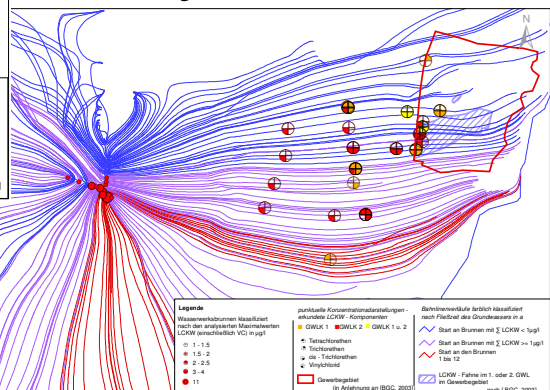 N
Legende
Wasserwerksbrunnen klassifiziert
nach den analysierten Maximalwerten
LCKW (einschließlich VC) in µg/l
1 - 1.5
1.5 - 2
2 - 2.5
3 - 4
11
punktuelle Konzentrationdarstellungen -
erkundete LCKW - Komponenten
GWLK 1 GWLK 2 GWLK 1 u. 2
Tetrachlorethen
Trichlorethen
cis - Trichlorethen
Vinylchlorid
Gewerbegebiet
(in Anlehnung an [BGC, 2003]
Bahnlinienverläufe farblich klassifiziert
nach Fließzeit des Grundwassers in a
Start an Brunnen mit ∑ LCKW < 1µg/l
Start an Brunnen mit ∑ LCKW >= 1µg/l
Start an den Brunnen
1 bis 12
LCKW - Fahne im 1. oder 2. GWL
im Gewerbegebiet